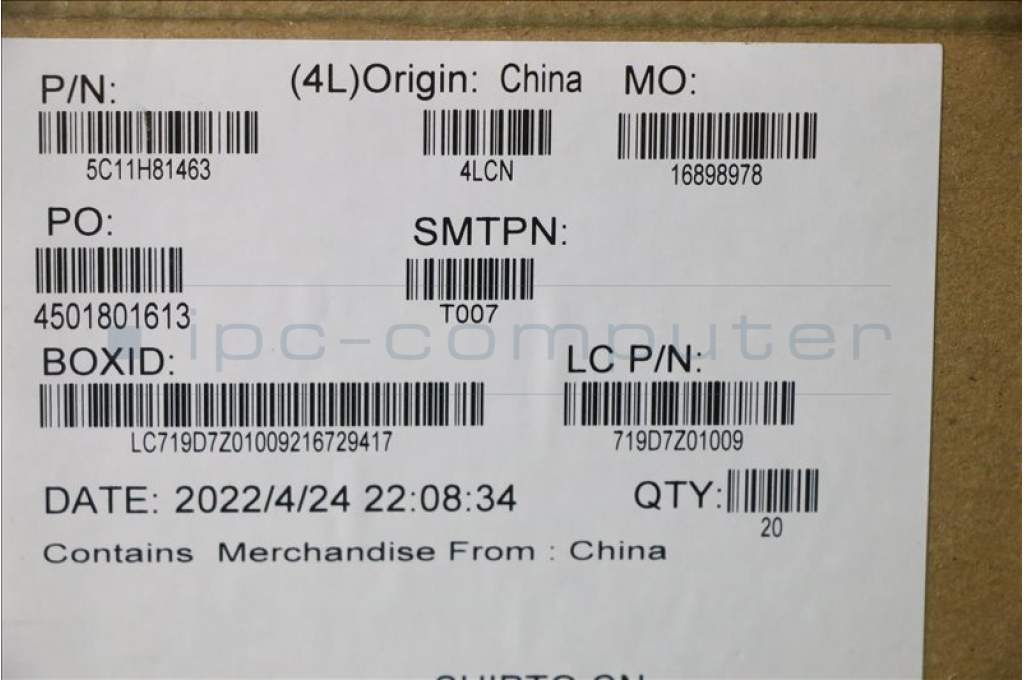 P/N: (4L)Origin: China MO:
5C11H81463 4LCN 16898978
PO: SMTPN:
4501801613 T007
ipc-computer
BOXID: LC P/N:
LC719D7Z01009216729417 719D7Z01009
DATE: 2022/4/24 22:08:34 QTY:
20
Contains Merchandise From : China